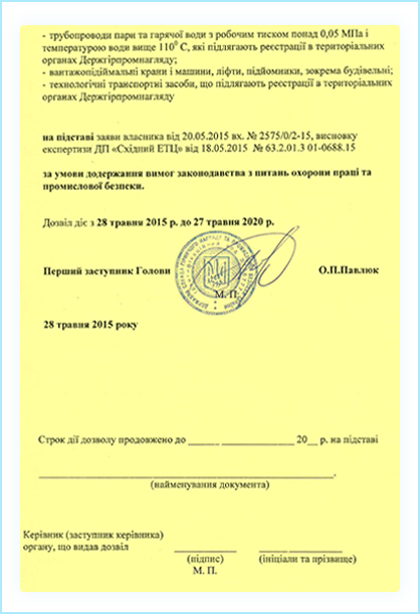 - трубопроводи пари та гарячої води з робочим тиском понад 0,05 МПа і
температурою води вище 110⁰ С, які підлягають реєстрації в територіальних
органах Держгірпромнагляду;
- вантажопідіймальні крани і машини, ліфти, підйомники, зокрема будівельні;
- технологічні транспортні засоби, що підлягають реєстрації в територіальних
органах Держгірпромнагляду
на підставі заяви власника від 20.05.2015 вх. № 2575/0/2-15, висновку
експертизи ДП «Східний ЕТЦ» від 18.05.2015 № 63.2.01.3 01-0688.15
за умови додержання вимог законодавства з питань охорони праці та
промислової безпеки.
Дозвіл діє з 28 травня 2015 р. до 27 травня 2020 р.
Перший заступник Голови О.П.Павлюк
М. П.
28 травня 2015 року
Строк дії дозволу продовжено до ______ ______________ 20__ р. на підставі
______________________________________________.
(найменування документа)
Керівник (заступник керівника)
органу, що видав дозвіл __________ ______________
(підпис) (ініціали та прізвище)
М. П.